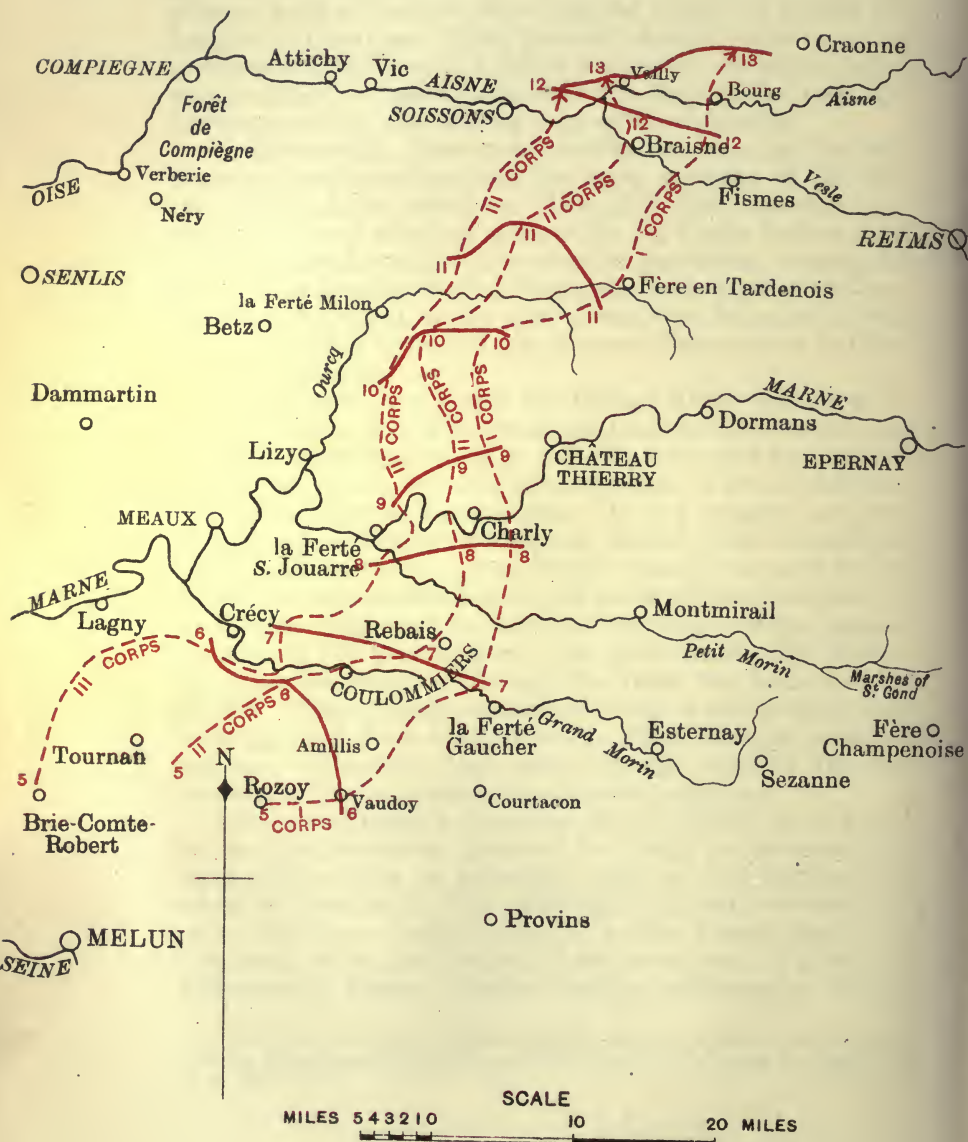 Craonne
COMPIEGNE
Attichy
Vic
AISNE
SOISSONS
13
Vailly
13
12
Bourg
Aisne
Forêt
de
Compiègne
12
12
Braisne
Vesle
OISE
Verberie
Néry
III CORPS
II CORPS
I CORPS
Fismes
REIMS
SENLIS
11
11
11
Fère en Tardenois
la Ferté Milon
Betz
Ourcq
10
10
10
Dammartin
III CORPS
II CORPS
I CORPS
MARNE
Dormans
Lizy
9
9
9
CHÂTEAU
THIERRY
EPERNAY
MEAUX
la Ferté
S. Jouarre
Charly
8
8
8
MARNE
Lagny
Crécy
Montmirail
6
7
Rebais
7
7
Petit Morin
Marshes of
St. Gond
III CORPS
II CORPS
6
COULOMMIERS
la Ferté
Gaucher
Grand Morin
Esternay
Fère
Champenoise
Sezanne
Tournan
5
5
N
Amillis
Rozoy
5
I CORPS
Vaudoy
6
Courtacon
Brie-Comte-
Robert
Provins
MELUN
SEINE
SCALE
MILES 5 4 3 2 1 0 10 20 MILES